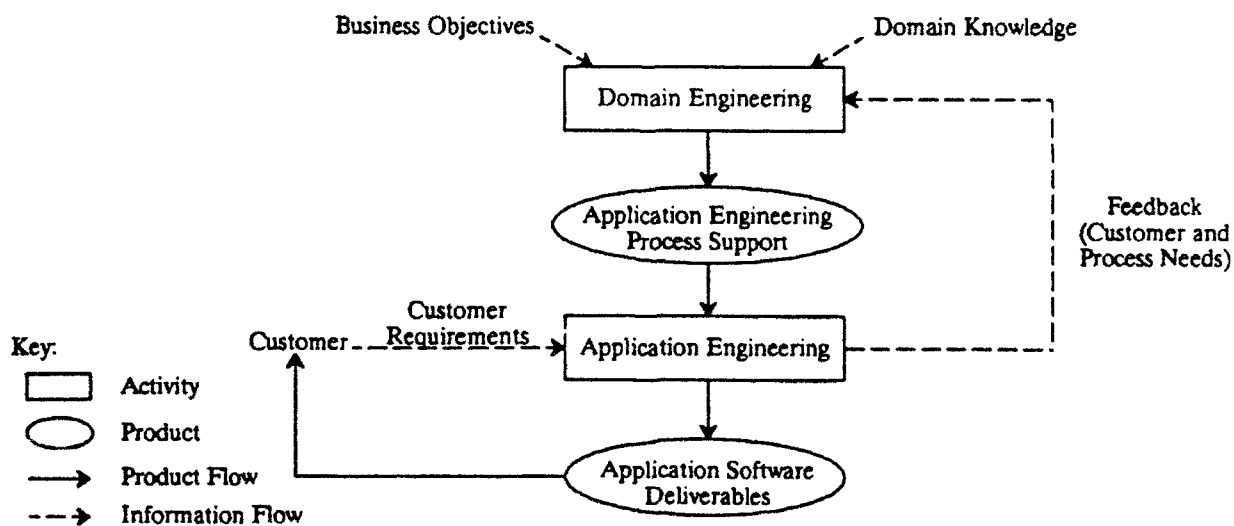 Business Objectives
Domain Knowledge
Domain Engineering
Application Engineering
Process Support
Feedback
(Customer and
Process Needs)
Customer
Customer
Requirements
Application Engineering
Key:
Activity
Product
Product Flow
Information Flow
Application Software
Deliverables